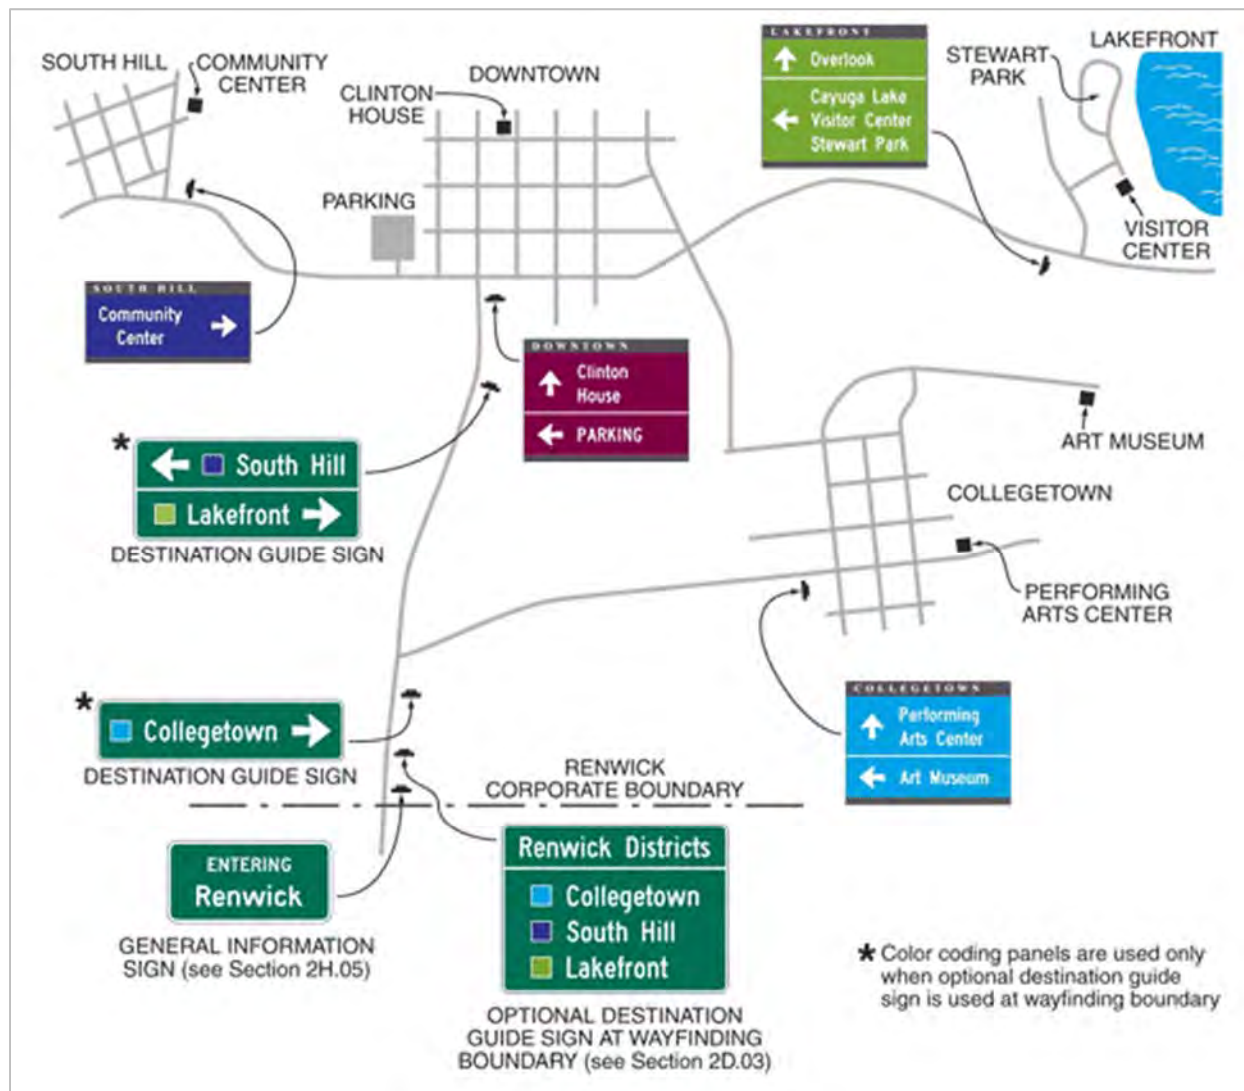 SOUTH HILL
COMMUNITY
CENTER
CLINTON
HOUSE
DOWNTOWN
PARKING
LAKEFRONT
Overlook
Cayuga Lake
Visitor Center
Stewart Park
STEWART
PARK
LAKEFRONT
VISITOR
CENTER
SOUTH HILL
Community
Center
DOWNTOWN
Clinton
House
PARKING
* South Hill
Lakefront
DESTINATION GUIDE SIGN
ART MUSEUM
COLLEGETOWN
PERFORMING
ARTS CENTER
COLLEGETOWN
Performing
Arts Center
Art Museum
* Collegetown
DESTINATION GUIDE SIGN
RENWICK
CORPORATE BOUNDARY
ENTERING
Renwick
GENERAL INFORMATION
SIGN (see Section 2H.05)
Renwick Districts
Collegetown
South Hill
Lakefront
OPTIONAL DESTINATION
GUIDE SIGN AT WAYFINDING
BOUNDARY (see Section 2D.03)
* Color coding panels are used only
when optional destination guide
sign is used at wayfinding boundary